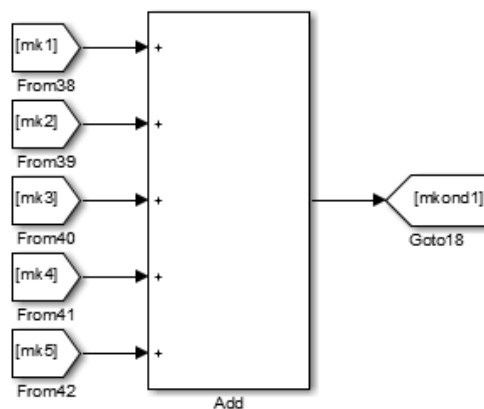 [mk1]
+
From38
[mk2]
+
From39
[mk3]
+
From40
[mk4]
+
From41
[mk5]
+
From42
Add
[mkond1]
Goto18